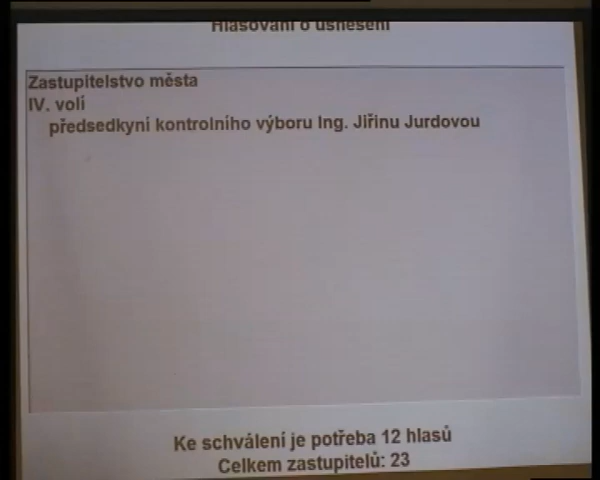 Hlasování o usnesení
Zastupitelstvo města
IV. volí
předsedkyni kontrolního výboru Ing. Jiřinu Jurdovou
Ke schválení je potřeba 12 hlasů
Celkem zastupitelů: 23